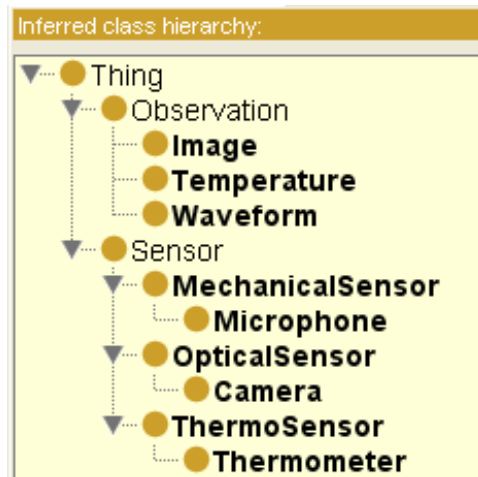 Inferred class hierarchy:
Thing
Observation
Image
Temperature
Waveform
Sensor
MechanicalSensor
Microphone
OpticalSensor
Camera
ThermoSensor
Thermometer